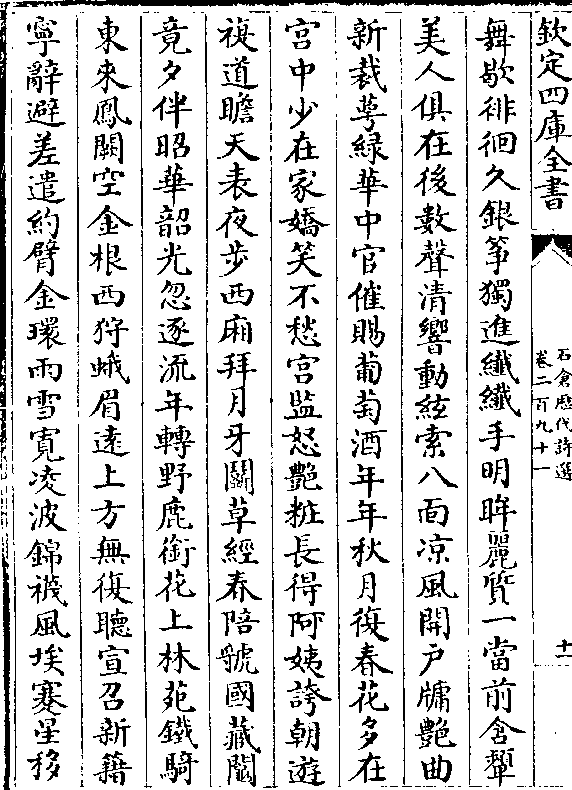 欽定四庫全書
石倉歷代詩選
卷二百九十一
十一
舞歇徘徊久銀筝獨進纖纖手明眸麗質一當前含颦
美人俱在後數聲清響動絃索八面凉風開户牖艶曲
新裁萼緑華中官催賜葡萄酒年年秋月復春花多在
宫中少在家嬌笑不愁宫監怒艶粧長得阿姨誇朝遊
複道瞻天表夜步西廂拜月牙鬬草經春陪虢國藏鬮
竟夕伴昭華韶光忽逐流年轉野鹿銜花上林苑鐵騎
東來鳳闕空金根西狩蛾眉遠上方無復聽宣召新籍
寧辭避差遣約臂金環雨雪寛凌波錦襪風埃蹇星移